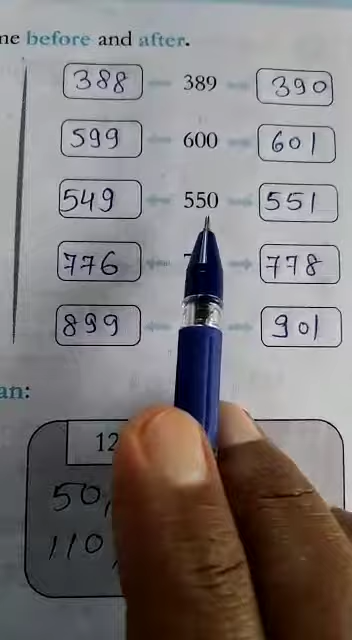 ne before and after.
388 389 390
599 600 601
549 550 551
776 778
899 901
an:
12
50,
110,